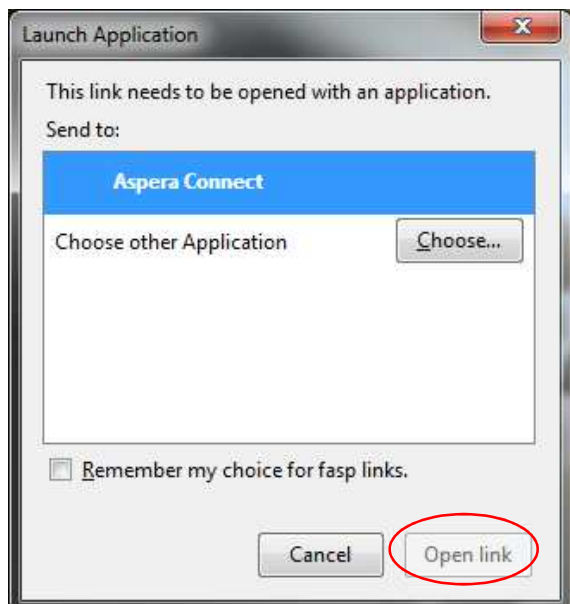 Launch Application
This link needs to be opened with an application.
Send to:
Aspera Connect
Choose other Application
Choose...
Remember my choice for fasp links.
Cancel
Open link